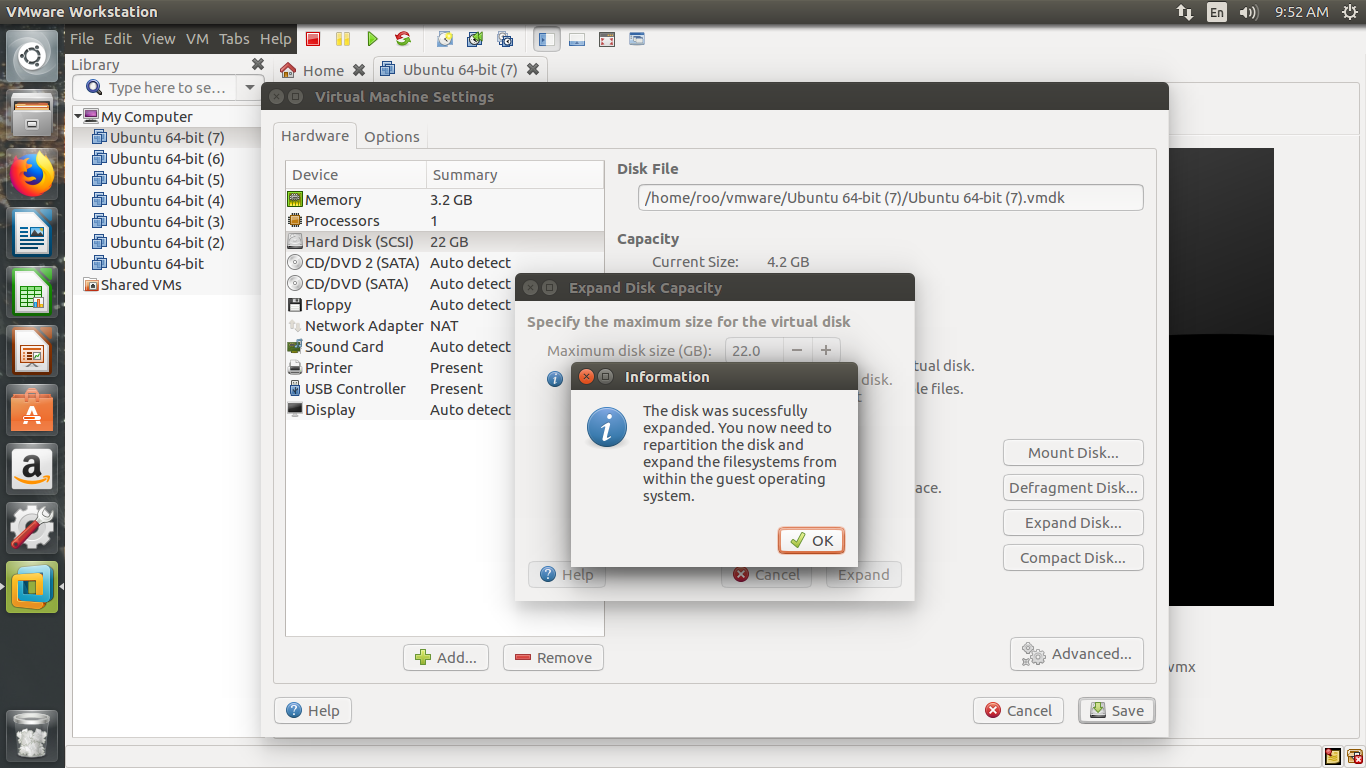 VMware Workstation
En
9:52 AM
File Edit View VM Tabs Help
Library
Type here to se...
Home
Ubuntu 64-bit (7)
My Computer
Ubuntu 64-bit (7)
Ubuntu 64-bit (6)
Ubuntu 64-bit (5)
Ubuntu 64-bit (4)
Ubuntu 64-bit (3)
Ubuntu 64-bit (2)
Ubuntu 64-bit
Shared VMs
Virtual Machine Settings
Hardware Options
Device Summary
Memory 3.2 GB
Processors 1
Hard Disk (SCSI) 22 GB
CD/DVD 2 (SATA) Auto detect
CD/DVD (SATA) Auto detect
Floppy Auto detect
Network Adapter NAT
Sound Card Auto detect
Printer Present
USB Controller Present
Display Auto detect
Add... Remove
Disk File
/home/roo/vmware/Ubuntu 64-bit (7)/Ubuntu 64-bit (7).vmdk
Capacity
Current Size: 4.2 GB
tual disk.
le files.
ace.
Mount Disk...
Defragment Disk...
Expand Disk...
Compact Disk...
Advanced...
Help
Cancel Save
vmx
Expand Disk Capacity
Specify the maximum size for the virtual disk
Maximum disk size (GB): 22.0
disk.
Help Cancel Expand
Information
The disk was sucessfully
expanded. You now need to
repartition the disk and
expand the filesystems from
within the guest operating
system.
OK